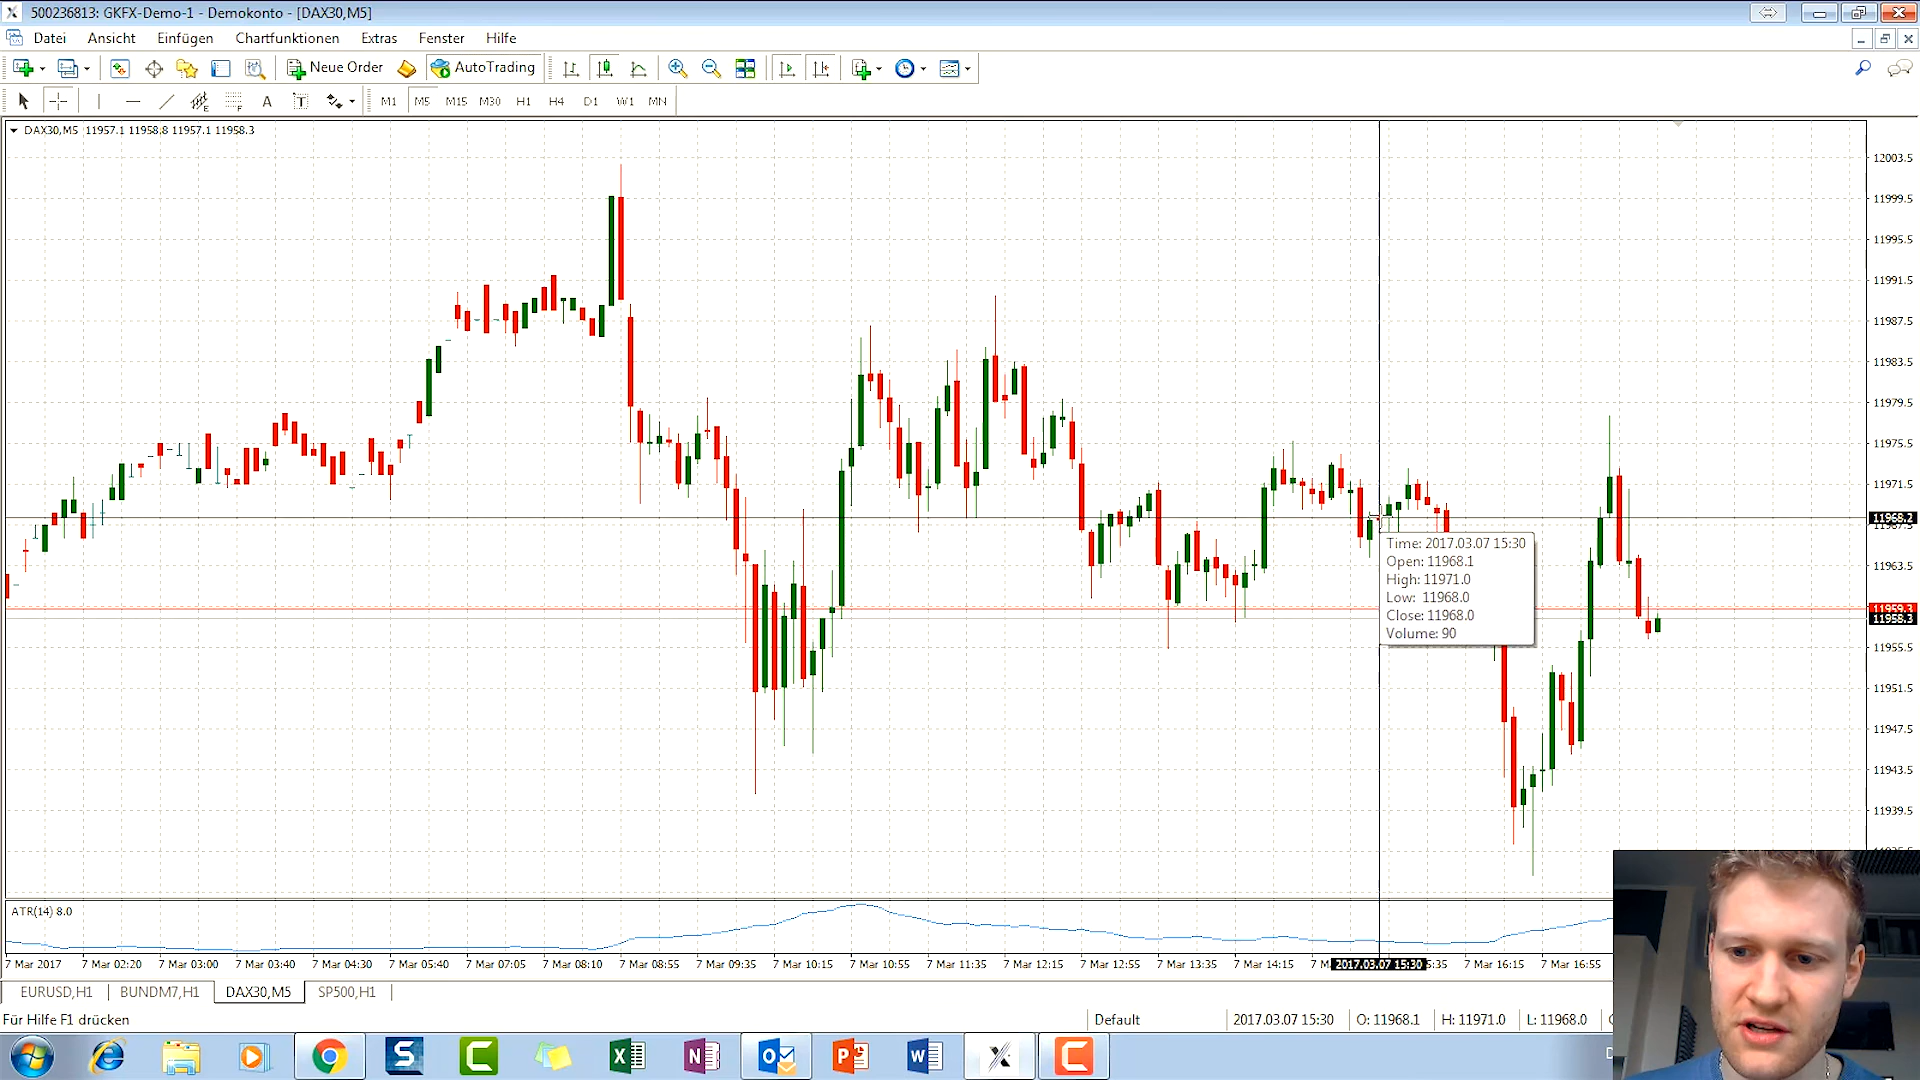 500236813: GKFX-Demo-1 - Demokonto - [DAX30,M5]
Datei Ansicht Einfügen Chartfunktionen Extras Fenster Hilfe
Neue Order AutoTrading
A T M1 M5 M15 M30 H1 H4 D1 W1 MN
DAX30,M5 11957.1 11958.8 11957.1 11958.3
12003.5
11999.5
11995.5
11991.5
11987.5
11983.5
11979.5
11975.5
11971.5
11968.2
11967.5
Time: 2017.03.07 15:30
Open: 11968.1
High: 11971.0
Low: 11968.0
Close: 11968.0
Volume: 90
11963.5
11959.3
11958.3
11955.5
11951.5
11947.5
11943.5
11939.5
ATR(14) 8.0
7 Mar 2017 7 Mar 02:20 7 Mar 03:00 7 Mar 03:40 7 Mar 04:30 7 Mar 05:40 7 Mar 07:05 7 Mar 08:10 7 Mar 08:55 7 Mar 09:35 7 Mar 10:15 7 Mar 10:55 7 Mar 11:35 7 Mar 12:15 7 Mar 12:55 7 Mar 13:35 7 Mar 14:15 2017.03.07 15:30 7 Mar 16:15 7 Mar 16:55
EURUSD,H1 BUNDM7,H1 DAX30,M5 SP500,H1
Für Hilfe F1 drücken Default 2017.03.07 15:30 O: 11968.1 H: 11971.0 L: 11968.0